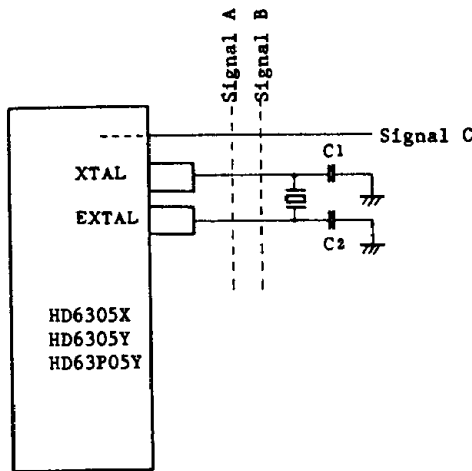 Signal A
Signal B
Signal C
C1
XTAL
EXTAL
C2
HD6305X
HD6305Y
HD63P05Y